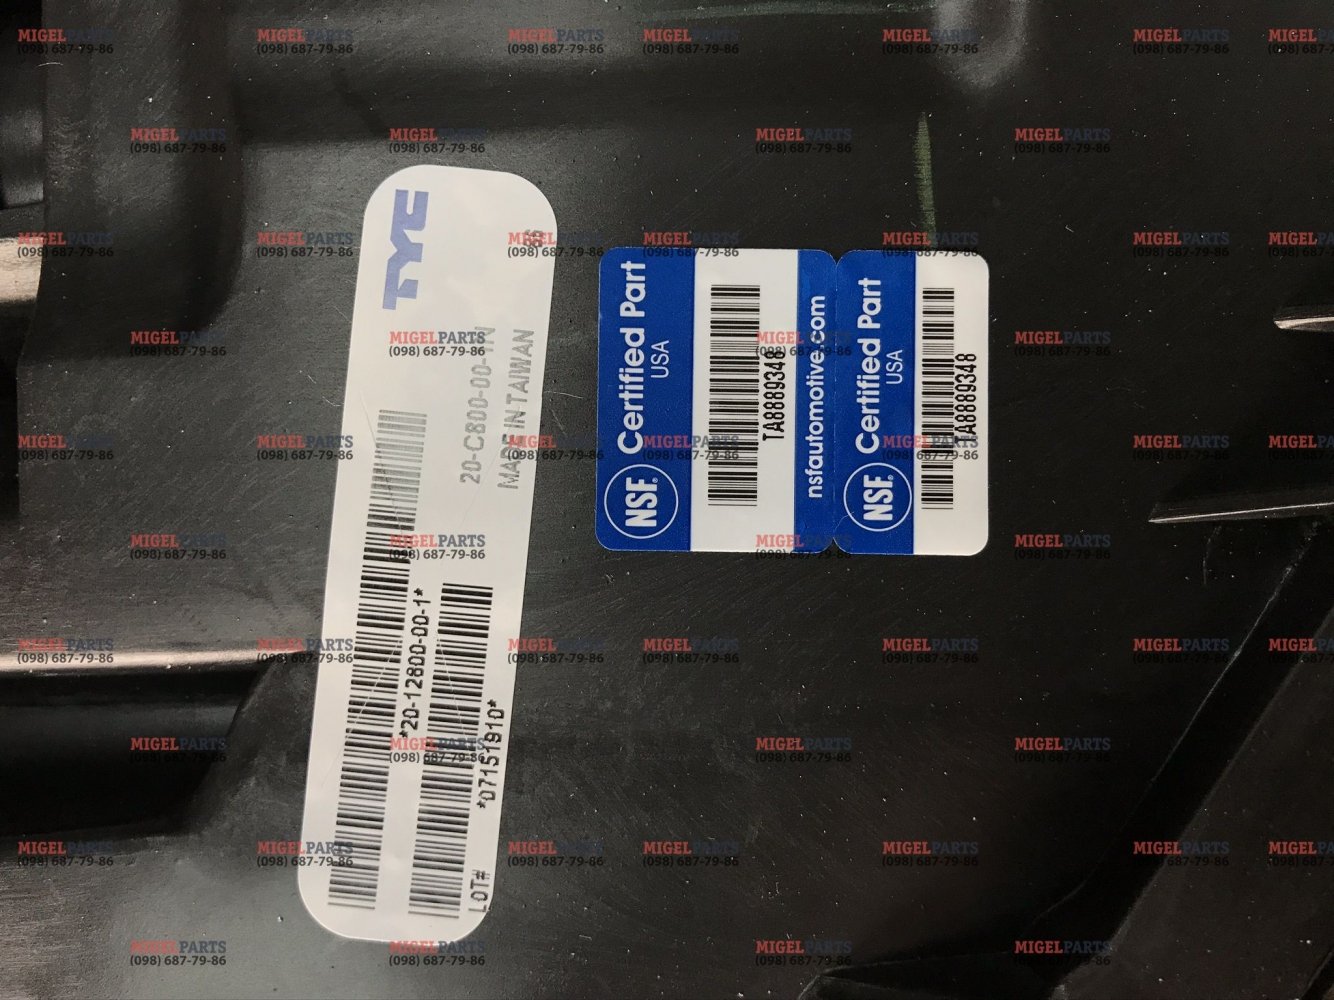 TYC
86
20-C800-00-1N
MADE IN TAIWAN
*20-12800-00-1*
*07151910*
LOT#
NSF. Certified Part
USA
TA8889348
nsfautomotive.com
NSF. Certified Part
USA
TA8889348
MIGELPARTS
(098) 687-79-86